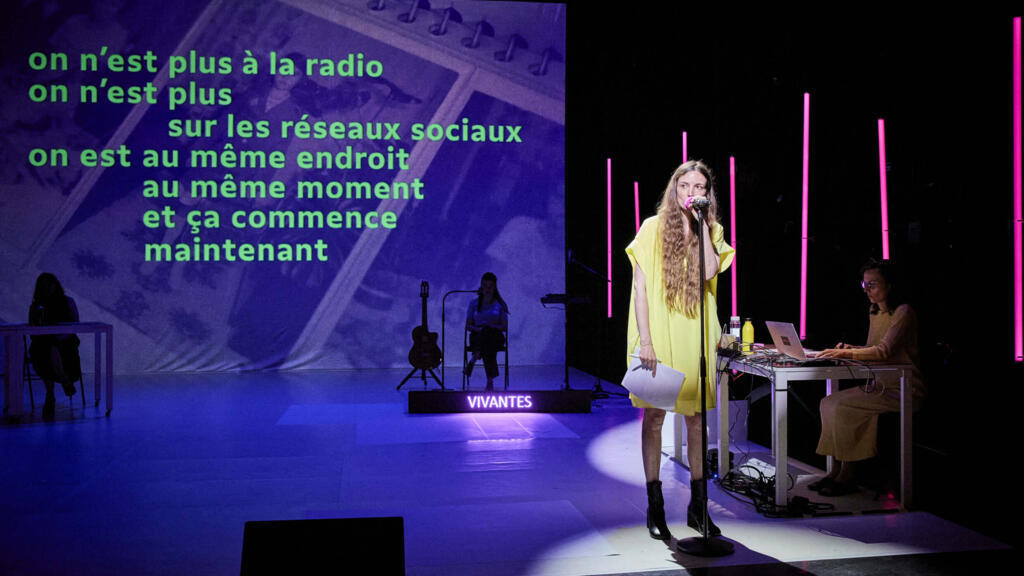 on n'est plus à la radio
on n'est plus
sur les réseaux sociaux
on est au même endroit
au même moment
et ça commence
maintenant
VIVANTES